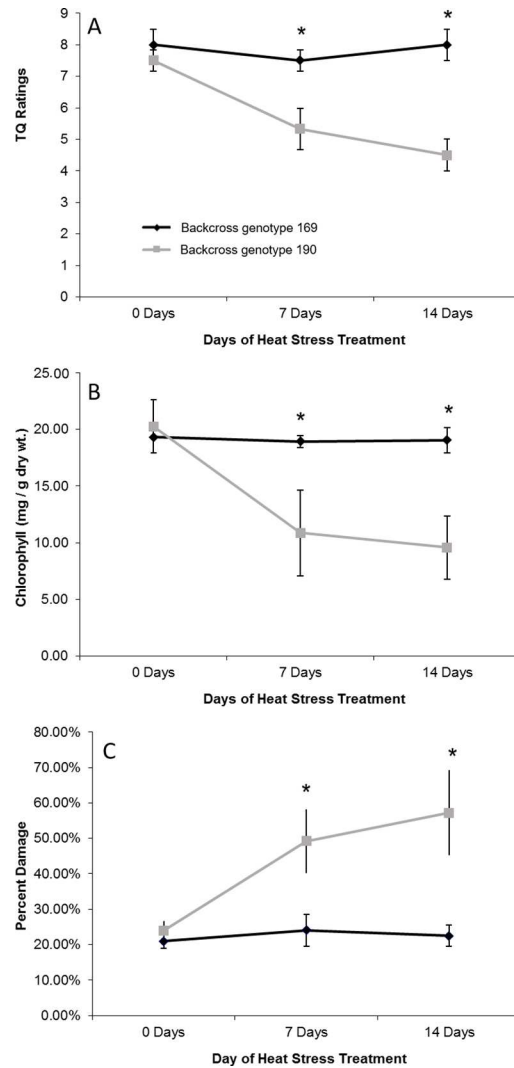 A
TQ Ratings
9
8
7
6
5
4
3
2
1
0
*
*
Backcross genotype 169
Backcross genotype 190
0 Days
7 Days
14 Days
Days of Heat Stress Treatment
B
Chlorophyll (mg / g dry wt.)
25.00
20.00
15.00
10.00
5.00
0.00
*
*
0 Days
7 Days
14 Days
Days of Heat Stress Treatment
C
Percent Damage
80.00%
70.00%
60.00%
50.00%
40.00%
30.00%
20.00%
10.00%
0.00%
*
*
0 Days
7 Days
14 Days
Day of Heat Stress Treatment